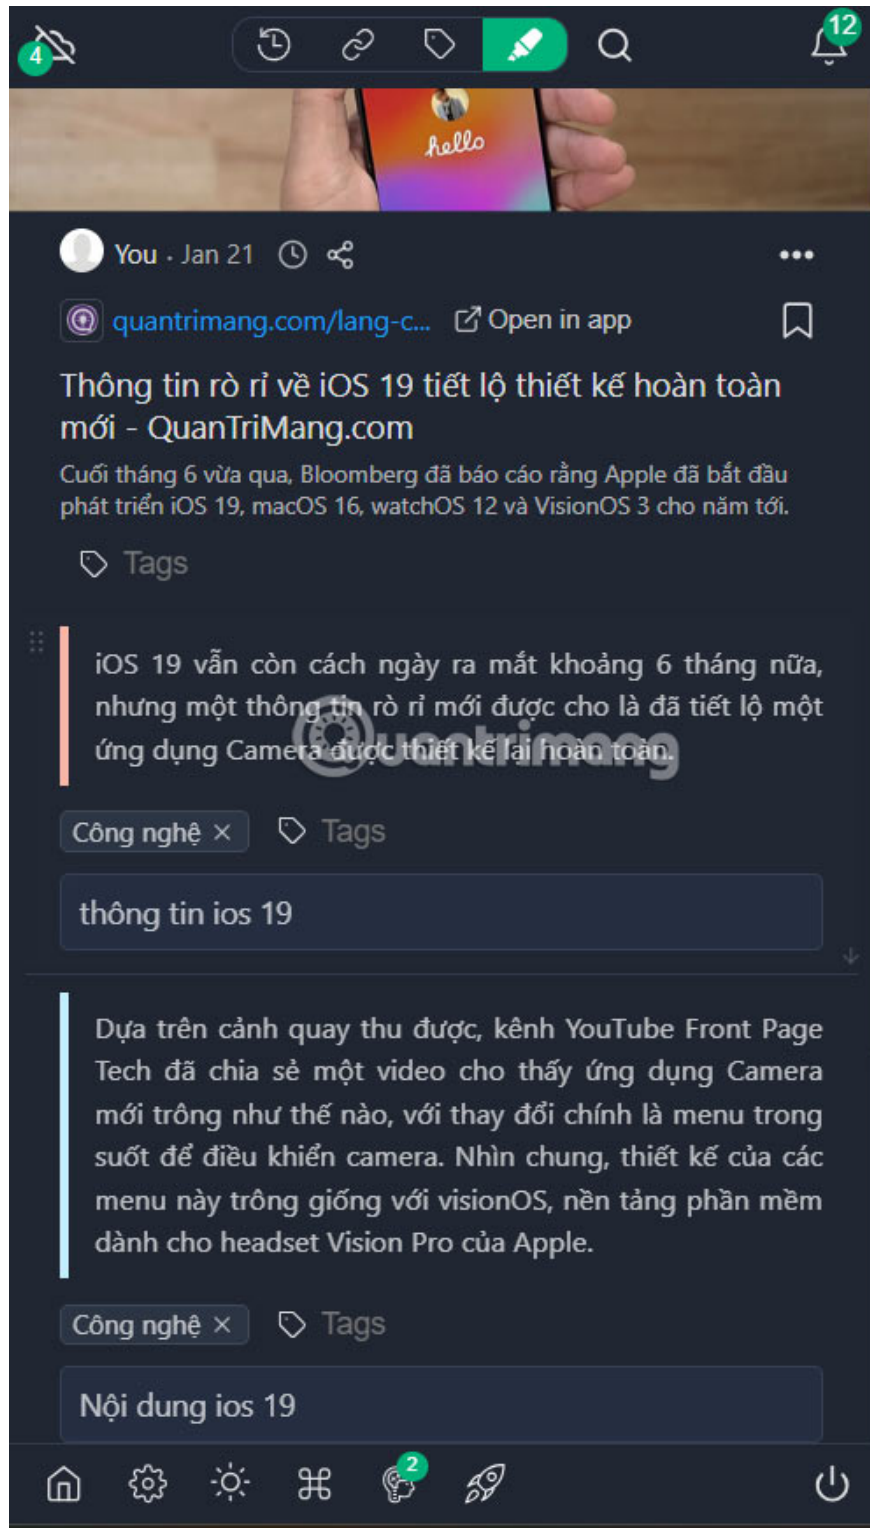 4
12
hello
You · Jan 21
quantrimang.com/lang-c... Open in app
Thông tin rò rỉ về iOS 19 tiết lộ thiết kế hoàn toàn
mới - QuanTriMang.com
Cuối tháng 6 vừa qua, Bloomberg đã báo cáo rằng Apple đã bắt đầu
phát triển iOS 19, macOS 16, watchOS 12 và VisionOS 3 cho năm tới.
Tags
iOS 19 vẫn còn cách ngày ra mắt khoảng 6 tháng nữa,
nhưng một thông tin rò rỉ mới được cho là đã tiết lộ một
ứng dụng Camera được thiết kế lại hoàn toàn.
Quantrimang
Công nghệ × Tags
thông tin ios 19
Dựa trên cảnh quay thu được, kênh YouTube Front Page
Tech đã chia sẻ một video cho thấy ứng dụng Camera
mới trông như thế nào, với thay đổi chính là menu trong
suốt để điều khiển camera. Nhìn chung, thiết kế của các
menu này trông giống với visionOS, nền tảng phần mềm
dành cho headset Vision Pro của Apple.
Công nghệ × Tags
Nội dung ios 19
2